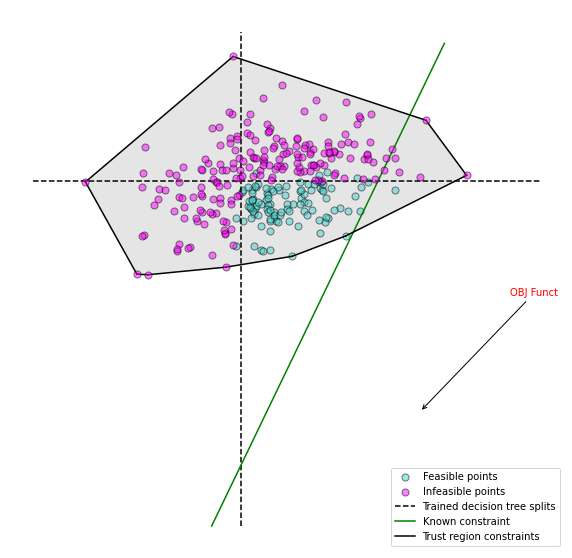 OBJ Funct
Feasible points
Infeasible points
Trained decision tree splits
Known constraint
Trust region constraints